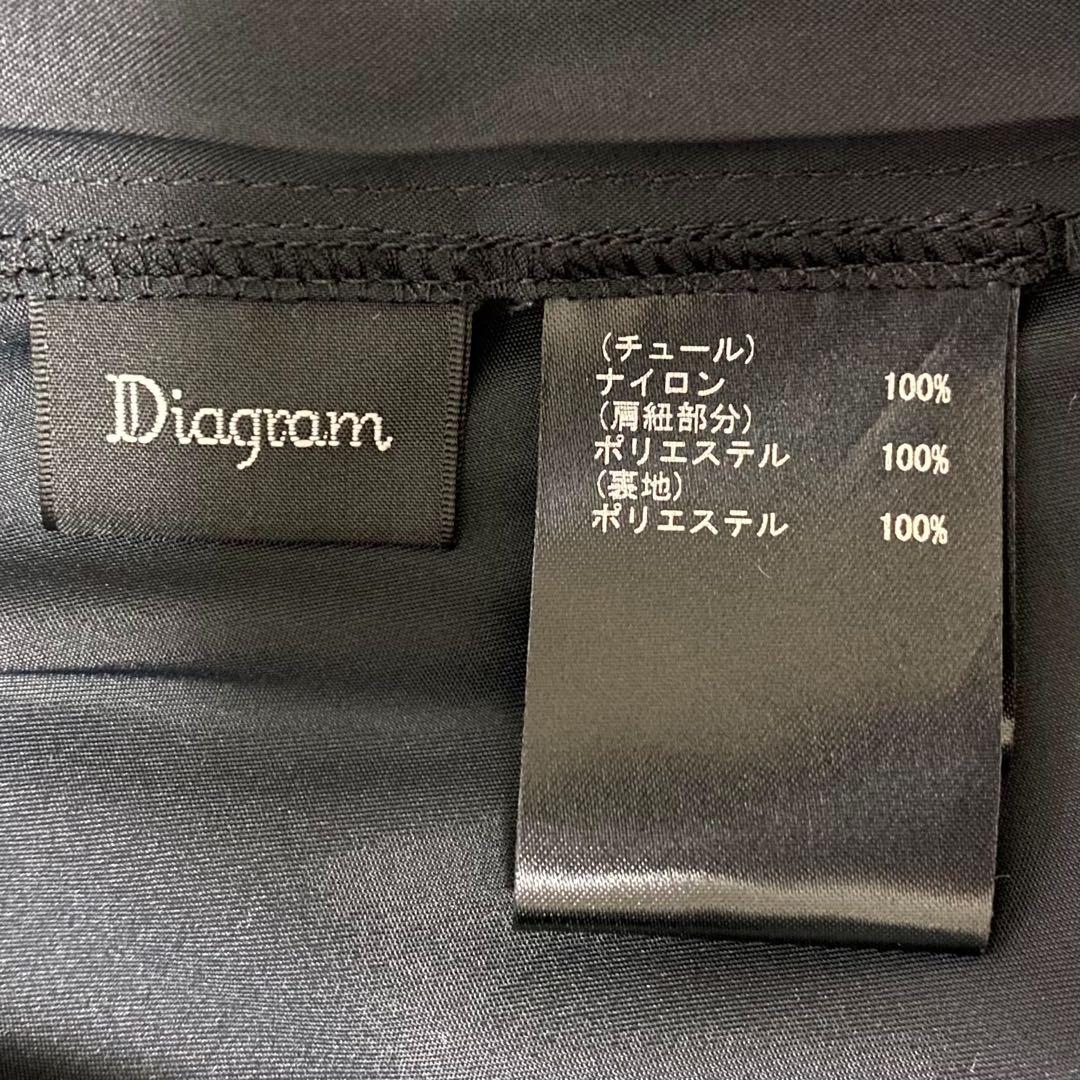 Diagram
(チュール)
ナイロン 100%
(肩紐部分)
ポリエステル 100%
(裏地)
ポリエステル 100%